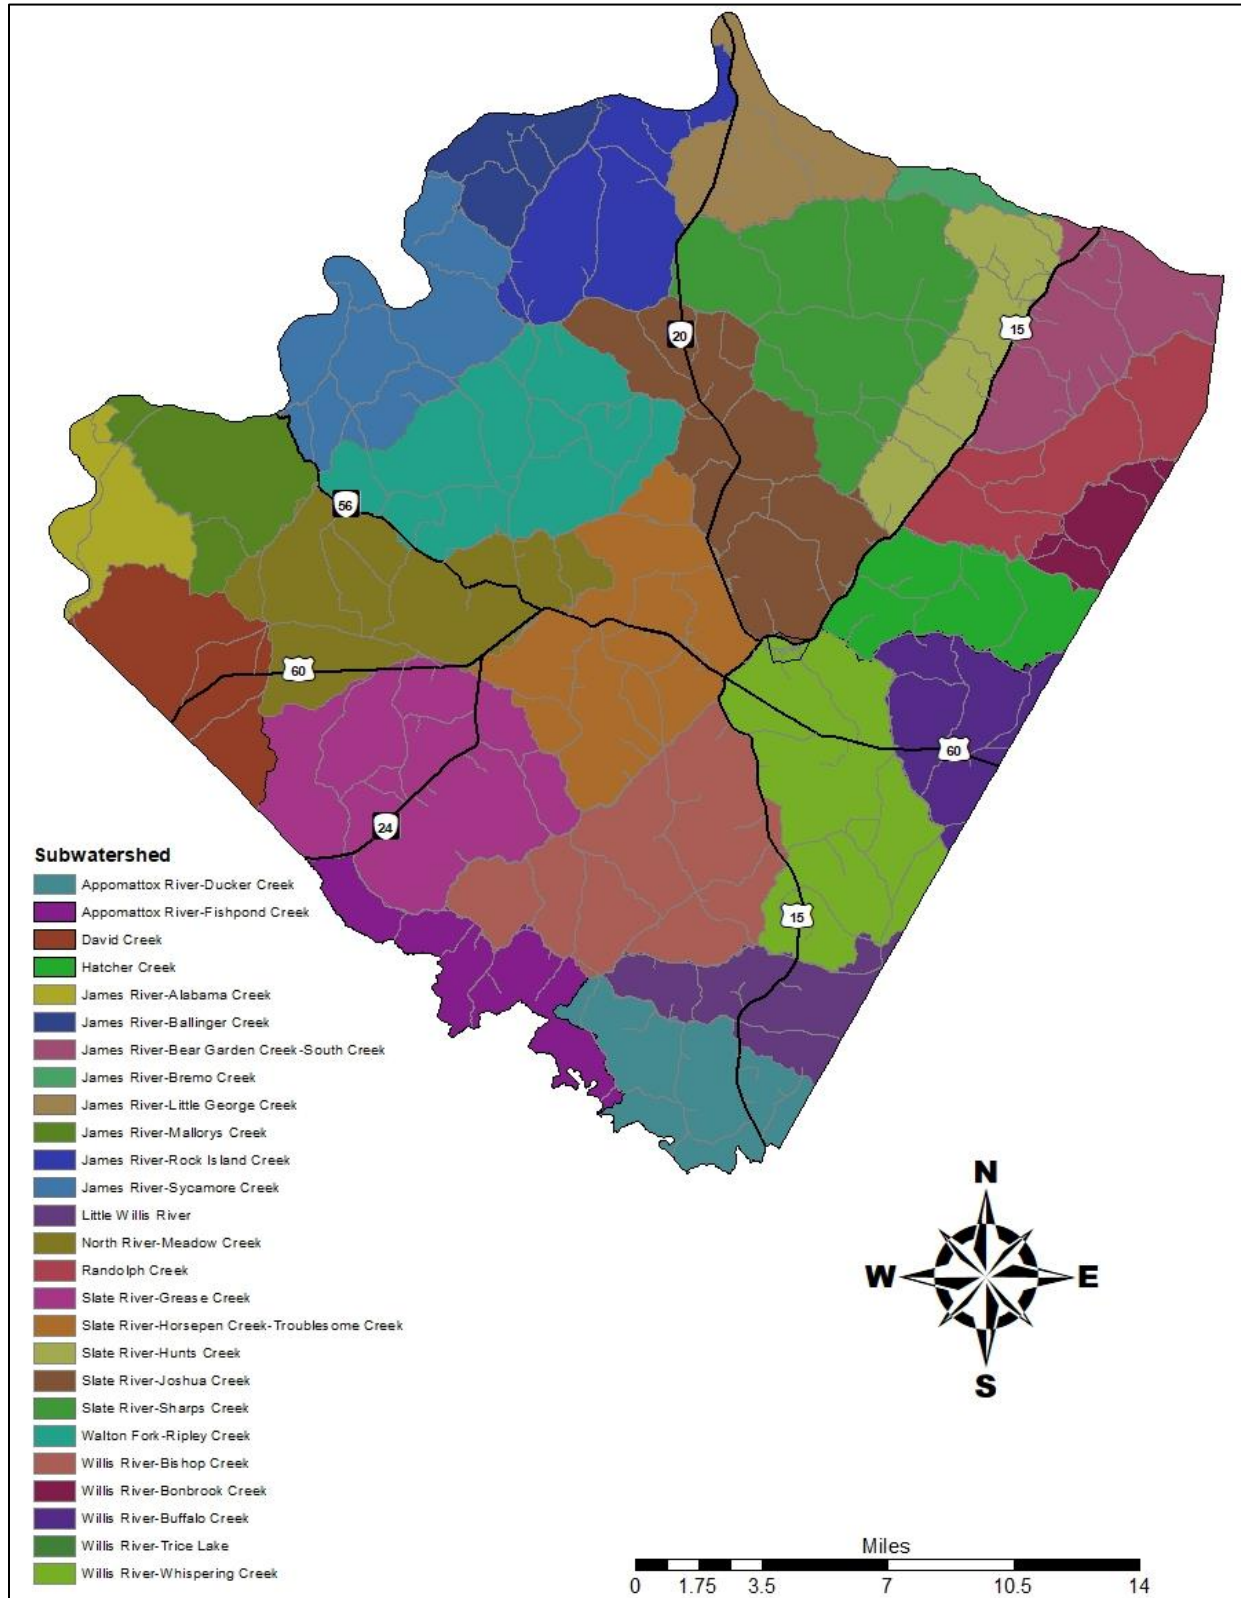 20
15
56
60
60
24
15
Subwatershed
Appomattox River-Ducker Creek
Appomattox River-Fishpond Creek
David Creek
Hatcher Creek
James River-Alabama Creek
James River-Ballinger Creek
James River-Bear Garden Creek-South Creek
James River-Bremo Creek
James River-Little George Creek
James River-Mallorys Creek
James River-Rock Island Creek
James River-Sycamore Creek
Little Willis River
North River-Meadow Creek
Randolph Creek
Slate River-Grease Creek
Slate River-Horsepen Creek-Troublesome Creek
Slate River-Hunts Creek
Slate River-Joshua Creek
Slate River-Sharps Creek
Walton Fork-Ripley Creek
Willis River-Bishop Creek
Willis River-Bonbrook Creek
Willis River-Buffalo Creek
Willis River-Trice Lake
Willis River-Whispering Creek
N
W E
S
Miles
0 1.75 3.5 7 10.5 14